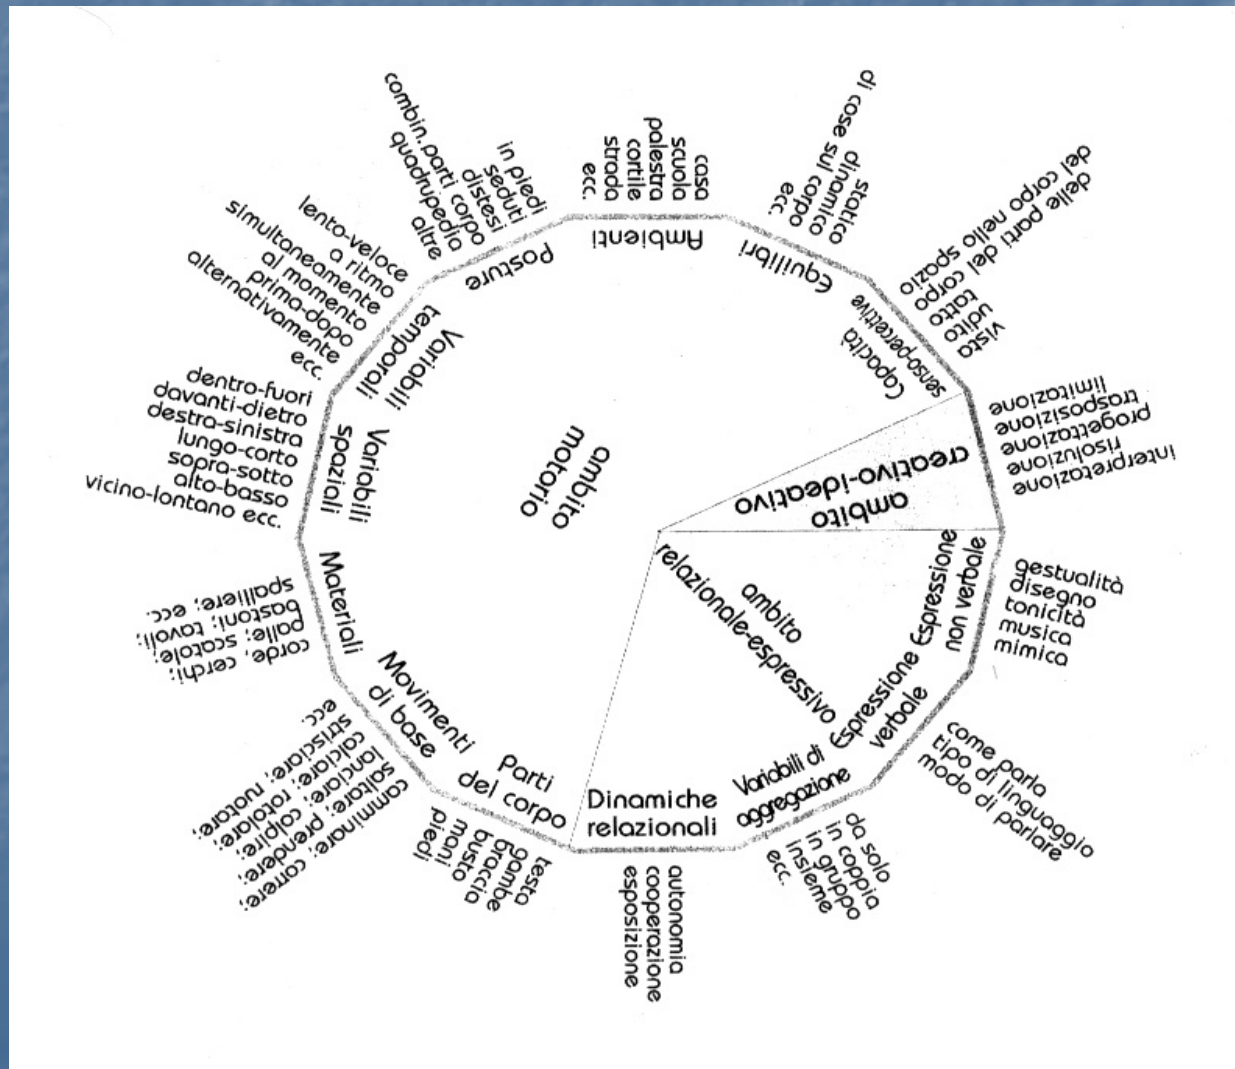 ambito
motorio
Ambienti
casa
scuola
palestra
cortile
strada
ecc.
Equilibri
statico
dinamico
di cose sul corpo
ecc.
Capacità
senso-percettive
vista
udito
tatto
delle parti del corpo
del corpo nello spazio
ambito
creativo-ideativo
interpretazione
risoluzione
progettazione
trasposizione
limitazione
ambito
relazionale-espressivo
Espressione
non verbale
gestualità
disegno
tonicità
musica
mimica
Espressione
verbale
come parla
tipo di linguaggio
modo di parlare
Variabili di
aggregazione
da solo
in coppia
in gruppo
insieme
ecc.
Dinamiche
relazionali
autonomia
cooperazione
esposizione
Parti
del corpo
testa
gambe
braccia
busto
mani
piedi
Movimenti
di base
camminare; correre;
saltare; prendere;
lanciare; colpire;
calciare; rotolare;
strisciare; ruotare;
ecc.
Materiali
corde; cerchi;
palle; scatole;
bastoni; tavoli;
spalliere; ecc.
Variabili
spaziali
dentro-fuori
davanti-dietro
destra-sinistra
lungo-corto
sopra-sotto
alto-basso
vicino-lontano ecc.
Variabili
temporali
lento-veloce
a ritmo
simultaneamente
al momento
prima-dopo
alternativamente
ecc.
Posture
in piedi
seduti
distesi
combin.parti corpo
quadrupedia
altre